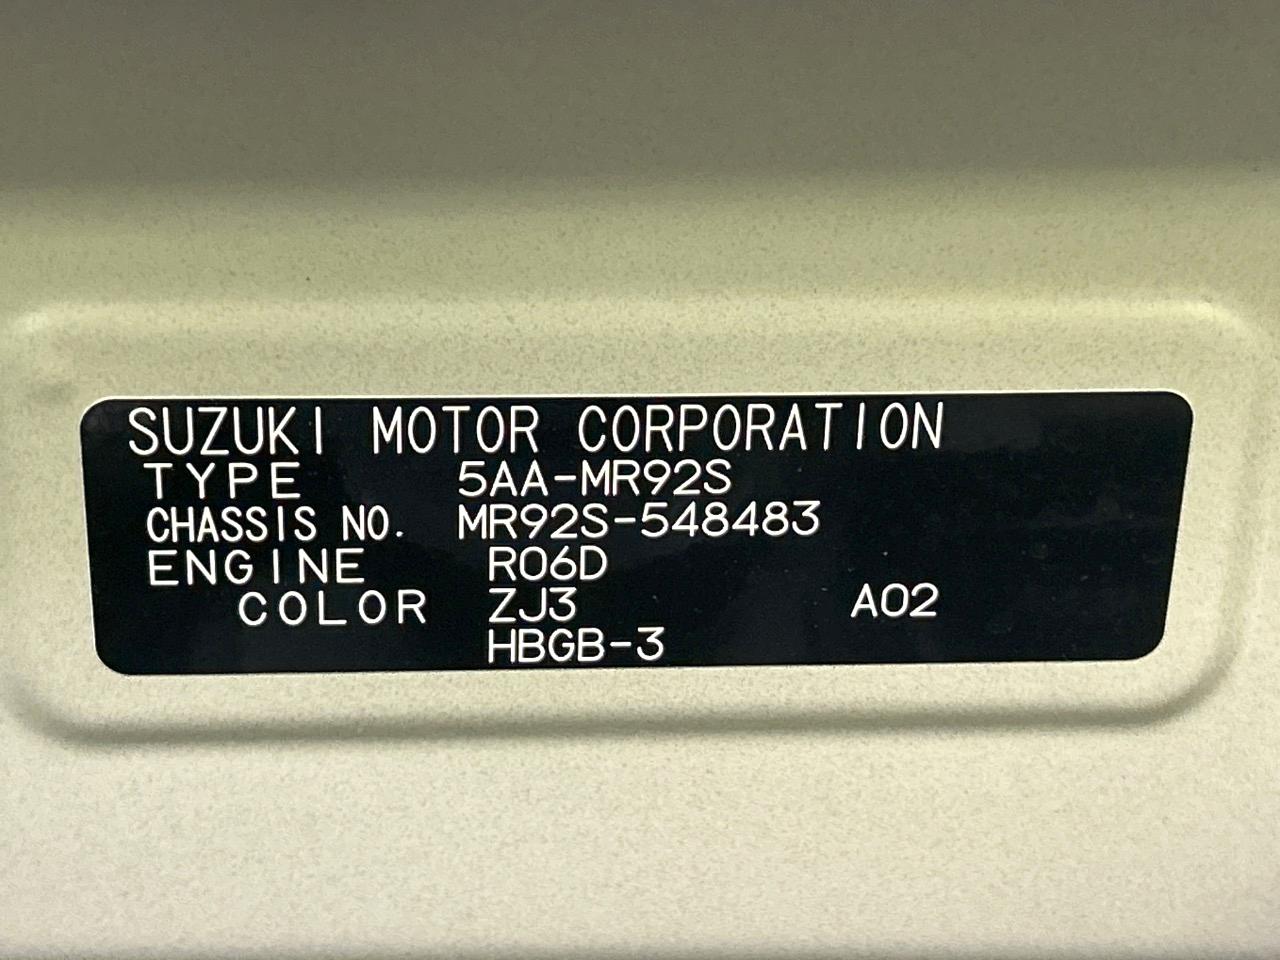 SUZUKI MOTOR CORPORATION
TYPE 5AA-MR92S
CHASSIS NO. MR92S-548483
ENGINE R06D
COLOR ZJ3 A02
HBGB-3